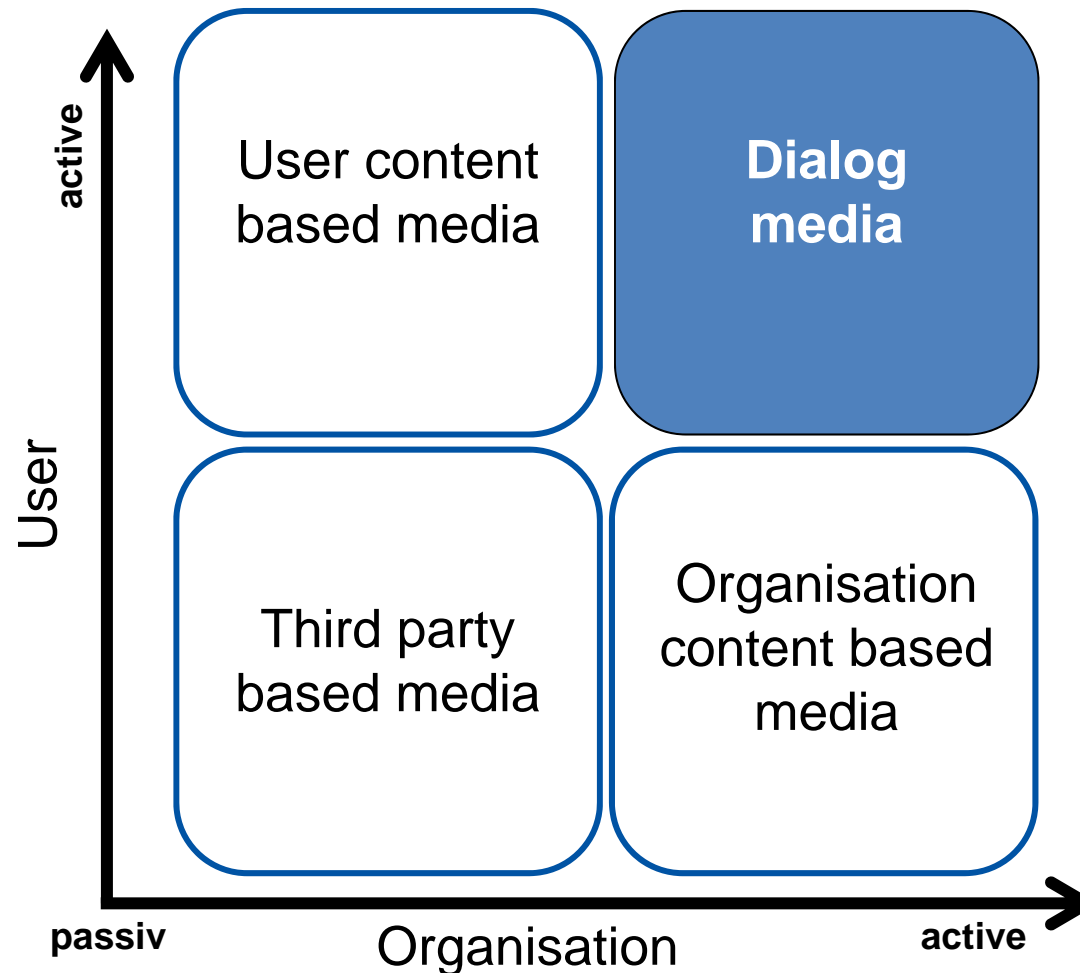 active
User content
based media
Dialog
media
User
Third party
based media
Organisation
content based
media
passiv
Organisation
active